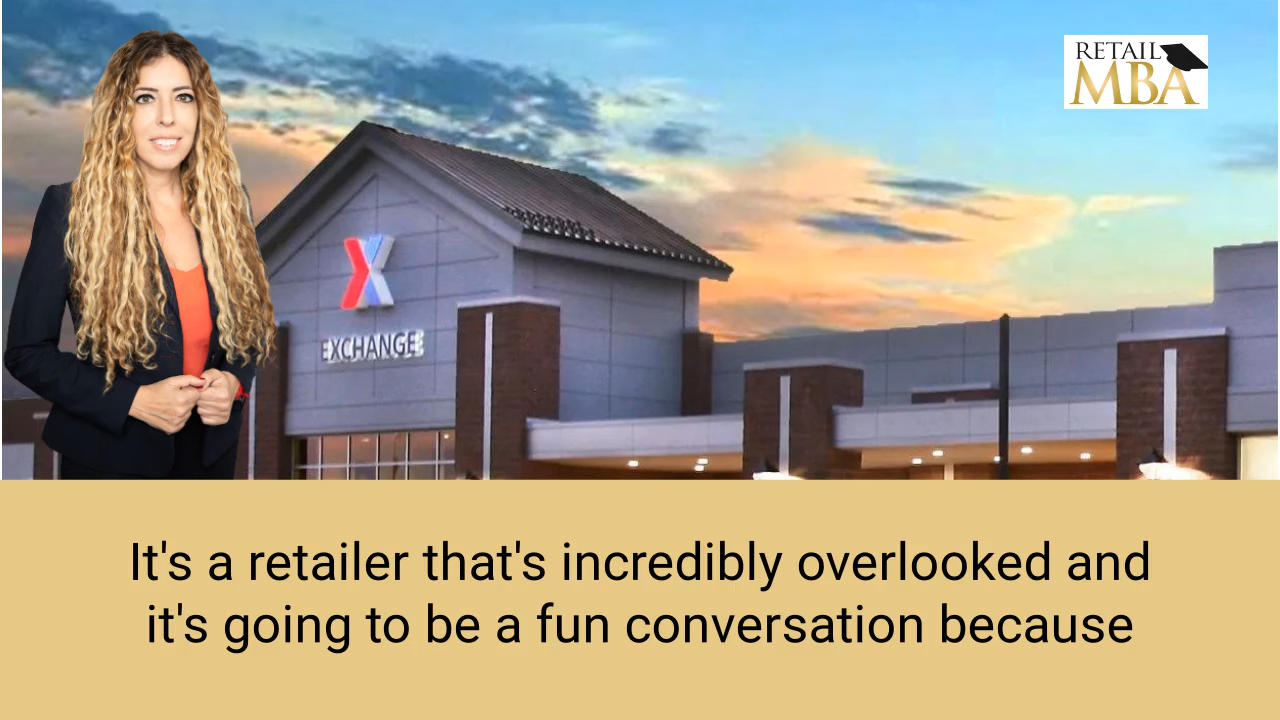 RETAIL
MBA
X
EXCHANGE
It's a retailer that's incredibly overlooked and
it's going to be a fun conversation because